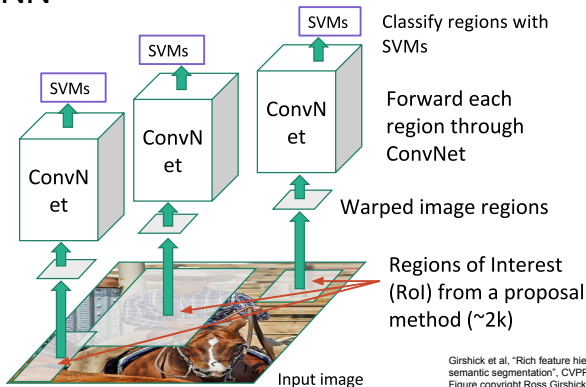 SVMs
Classify regions with
SVMs
SVMs
SVMs
Forward each
region through
ConvNet
ConvN
et
ConvN
et
ConvN
et
Warped image regions
Regions of Interest
(RoI) from a proposal
method (~2k)
Input image
Girshick et al, "Rich feature hie
semantic segmentation", CVPF
Figure copyright Ross Girshick